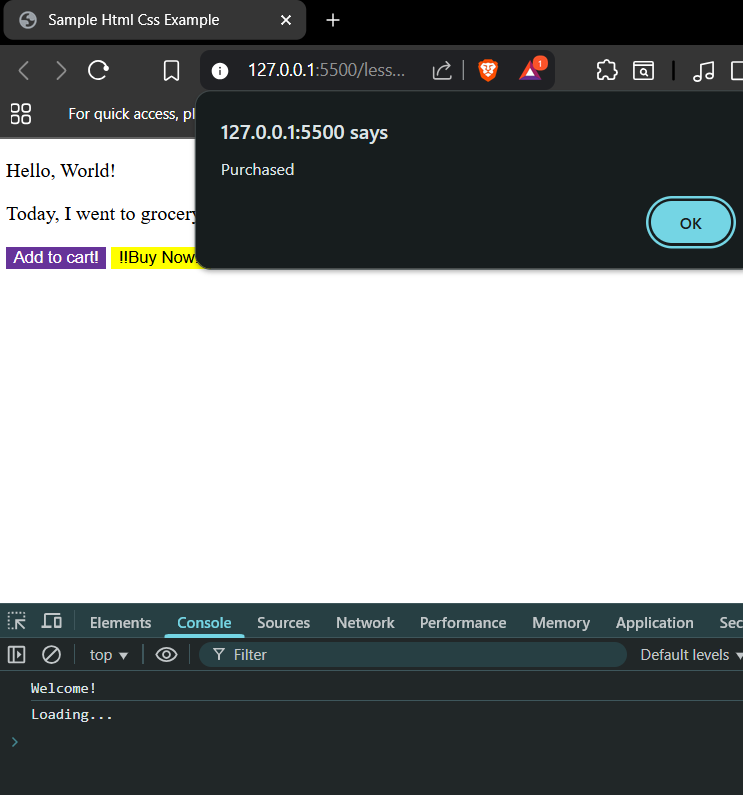 Sample Html Css Example
127.0.0.1:5500/less...
1
For quick access, pl
127.0.0.1:5500 says
Purchased
OK
Hello, World!
Today, I went to grocery
Add to cart!
!!Buy Now
Elements Console Sources Network Performance Memory Application Sec
top Filter Default levels
Welcome!
Loading...